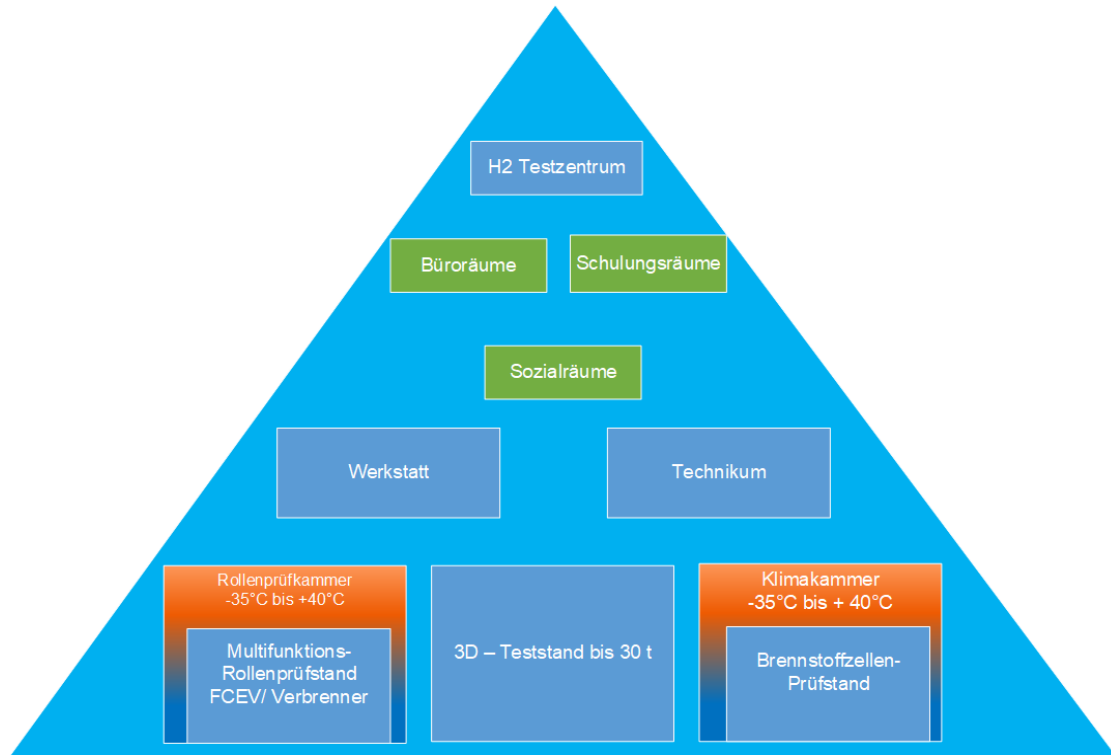 H2 Testzentrum
Büroräume
Schulungsräume
Sozialräume
Werkstatt
Technikum
Rollenprüfkammer
-35°C bis +40°C
Multifunktions-
Rollenprüfstand
FCEV/ Verbrenner
3D – Teststand bis 30 t
Klimakammer
-35°C bis + 40°C
Brennstoffzellen-
Prüfstand